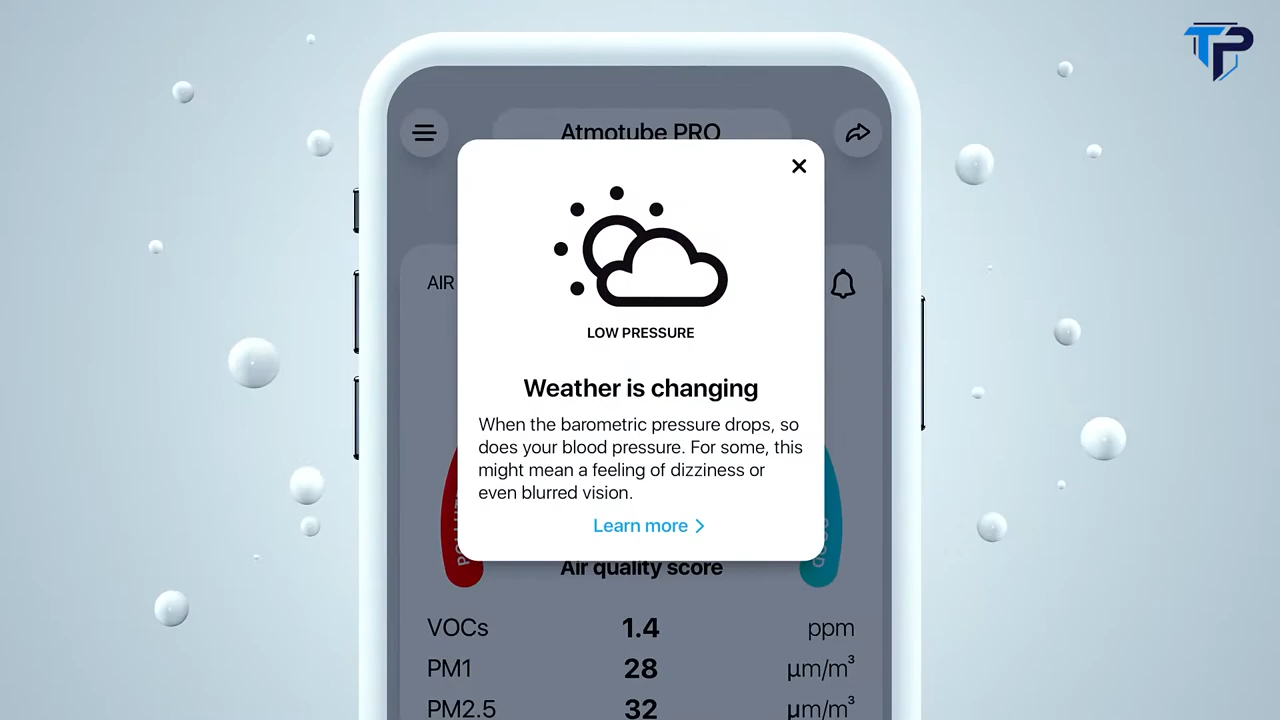 TP
Atmotube PRO
AIR
LOW PRESSURE
Weather is changing
When the barometric pressure drops, so
does your blood pressure. For some, this
might mean a feeling of dizziness or
even blurred vision.
Learn more
GOOD
Air quality score
VOCs 1.4 ppm
PM1 28 µm/m³
PM2.5 32 µm/m³